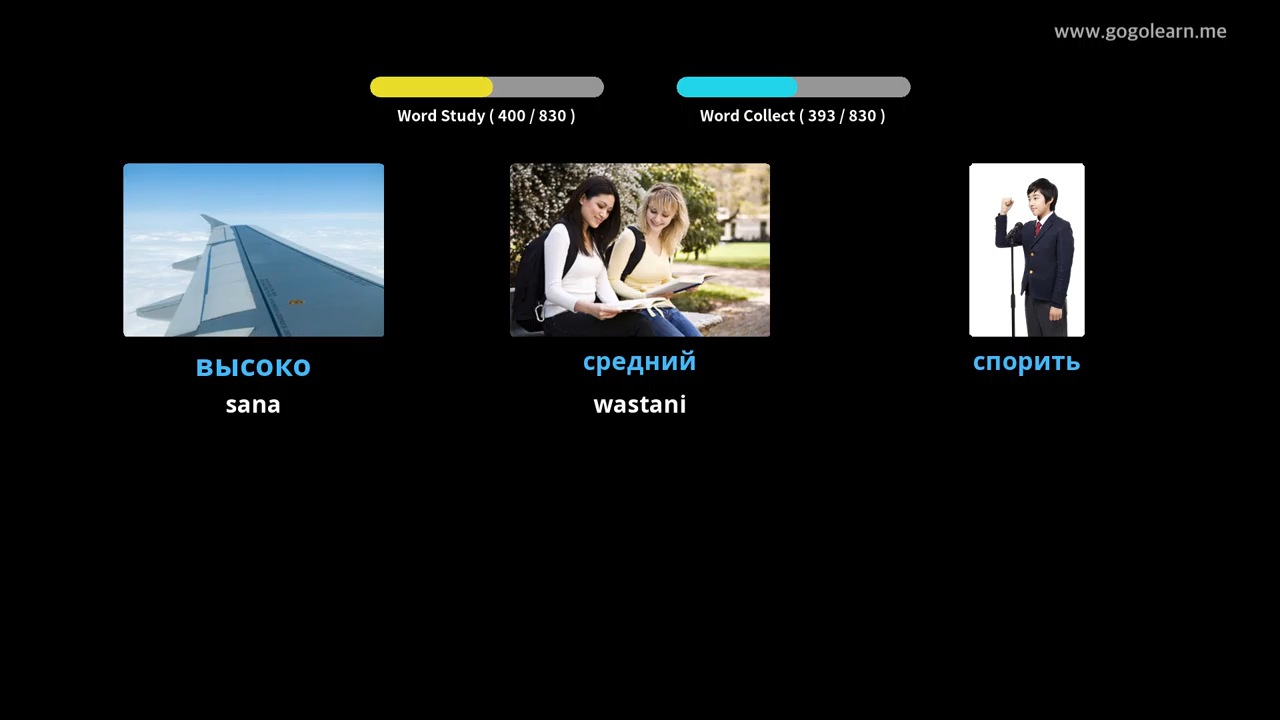 www.gogolearn.me
Word Study ( 400 / 830 )
Word Collect ( 393 / 830 )
высоко
средний
спорить
sana
wastani